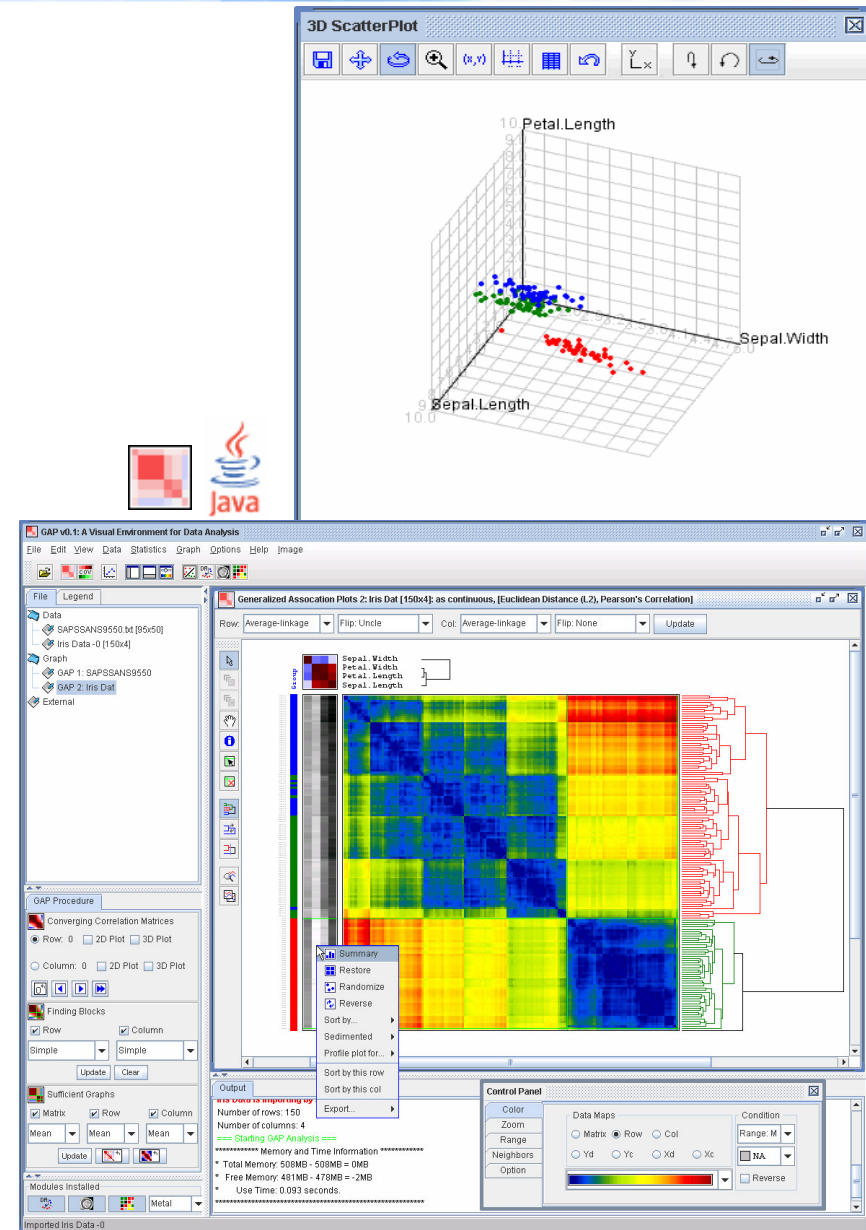 3D ScatterPlot
(x,y)
Y
X
10.
Petal.Length
Sepal.Width
Sepal.Length
10.0
Java
GAP v0.1: A Visual Environment for Data Analysis
File Edit View Data Statistics Graph Options Help Image
File Legend
Data
SAPSSANS9550.txt [95x50]
Iris Data -0 [150x4]
Graph
GAP 1: SAPSSANS9550
GAP 2: Iris Dat
External
Generalized Assocation Plots 2: Iris Dat [150x4]: as continuous, [Euclidean Distance (L2), Pearson's Correlation]
Row: Average-linkage Flip: Uncle Col: Average-linkage Flip: None Update
Group
Sepal.Width
Petal.Width
Petal.Length
Sepal.Length
GAP Procedure
Converging Correlation Matrices
Row: 0 2D Plot 3D Plot
Column: 0 2D Plot 3D Plot
Finding Blocks
Row Column
Simple Simple
Update Clear
Sufficient Graphs
Matrix Row Column
Mean Mean Mean
Update
Modules Installed
Metal
Imported Iris Data -0
Summary
Restore
Randomize
Reverse
Sort by...
Sedimented
Profile plot for...
Sort by this row
Sort by this col
Export...
Output
Iris Data is importing by
Number of rows: 150
Number of columns: 4
=== Starting GAP Analysis ===
************ Memory and Time Information ************
* Total Memory: 508MB - 508MB = 0MB
* Free Memory: 481MB - 478MB = -2MB
* Use Time: 0.093 seconds.
Control Panel
Color
Zoom
Range
Neighbors
Option
Data Maps
Matrix Row Col
Yd Yc Xd Xc
Condition
Range: M
NA
Reverse